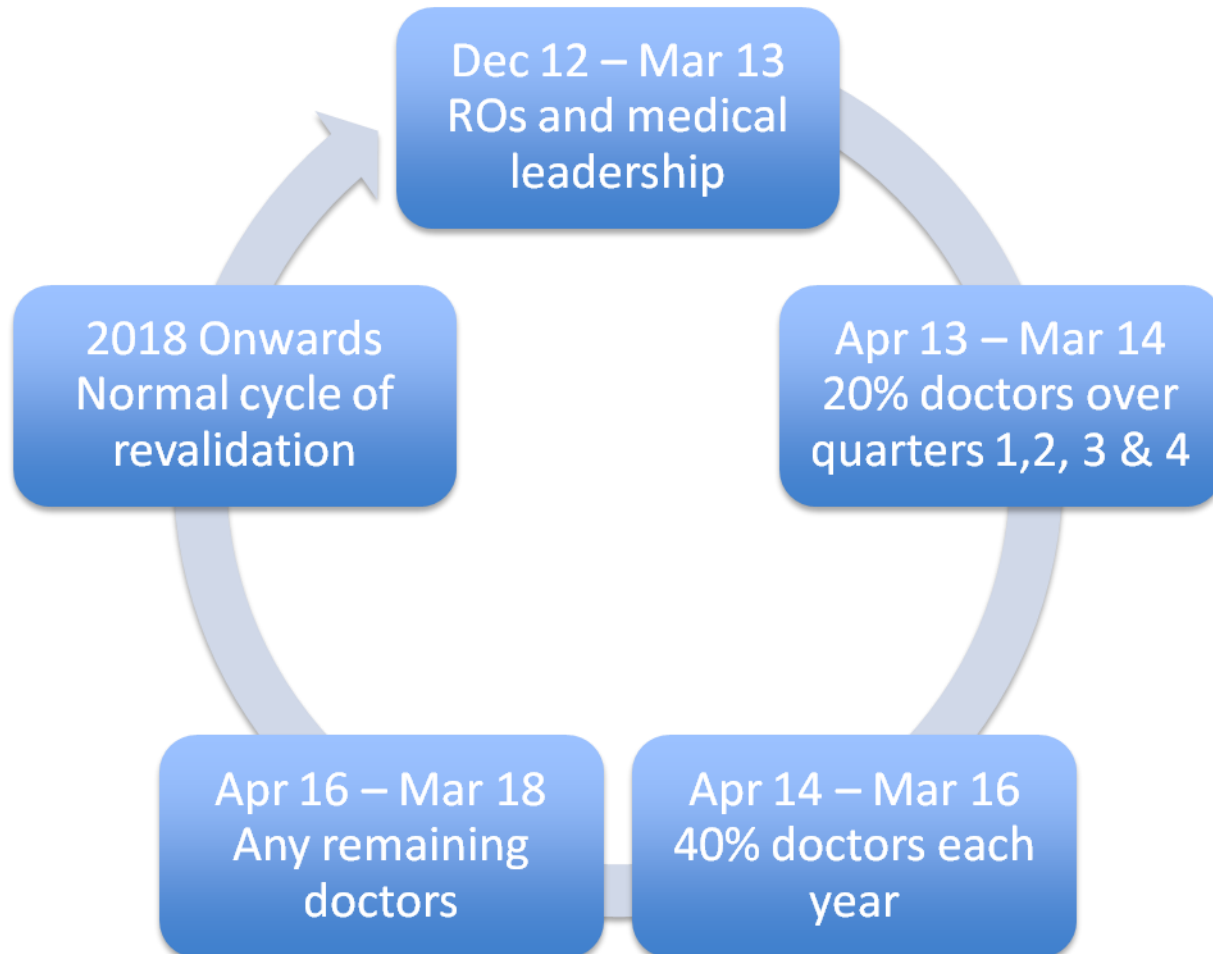 Dec 12 – Mar 13
ROs and medical
leadership
Apr 13 – Mar 14
20% doctors over
quarters 1,2, 3 & 4
Apr 14 – Mar 16
40% doctors each
year
Apr 16 – Mar 18
Any remaining
doctors
2018 Onwards
Normal cycle of
revalidation